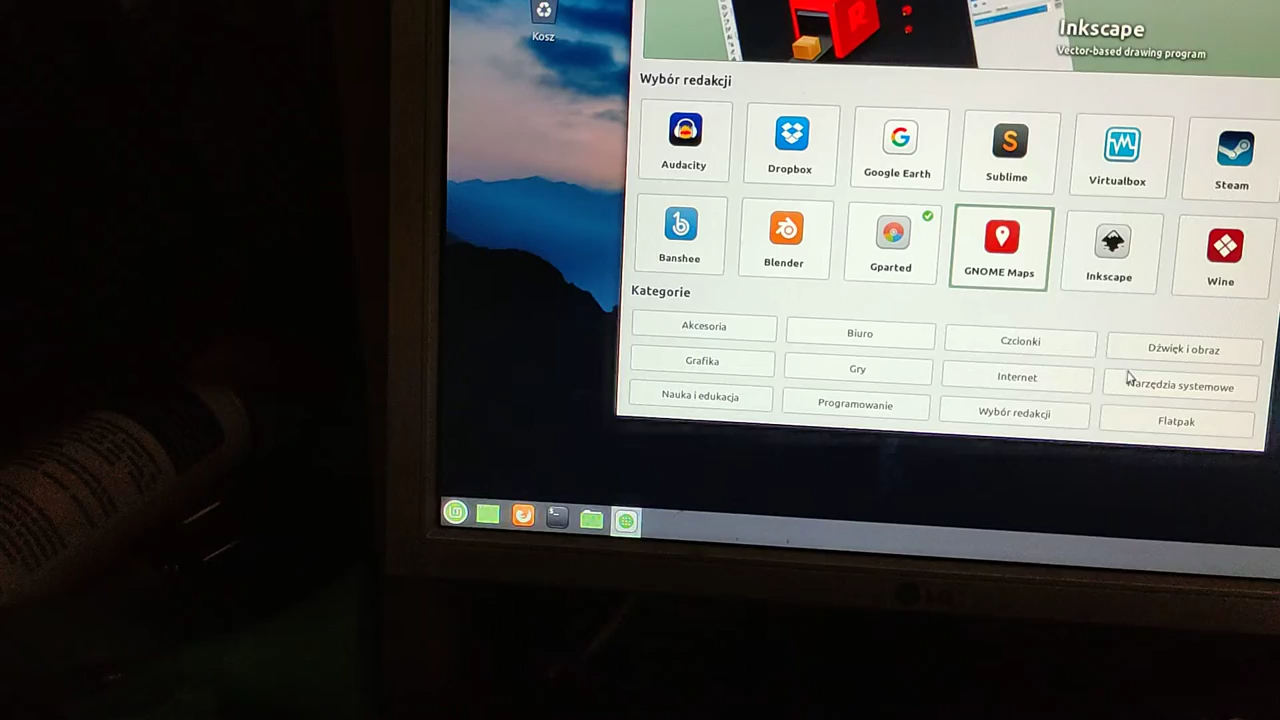 Kosz
Inkscape
Vector-based drawing program
Wybór redakcji
Audacity
Dropbox
Google Earth
Sublime
Virtualbox
Steam
Banshee
Blender
Gparted
GNOME Maps
Inkscape
Wine
Kategorie
Akcesoria
Biuro
Czcionki
Dźwięk i obraz
Grafika
Gry
Internet
Narzędzia systemowe
Nauka i edukacja
Programowanie
Wybór redakcji
Flatpak
LG